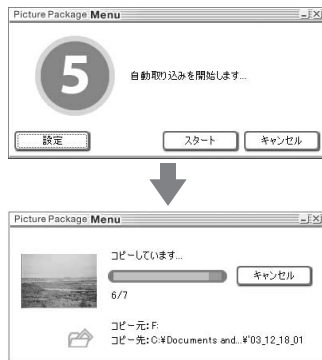 Picture Package Menu
5
自動取り込みを開始します...
設定
スタート
キャンセル
Picture Package Menu
コピーしています...
キャンセル
6/7
コピー元: F:
コピー先: C:¥Documents and...¥'03_12_18_01